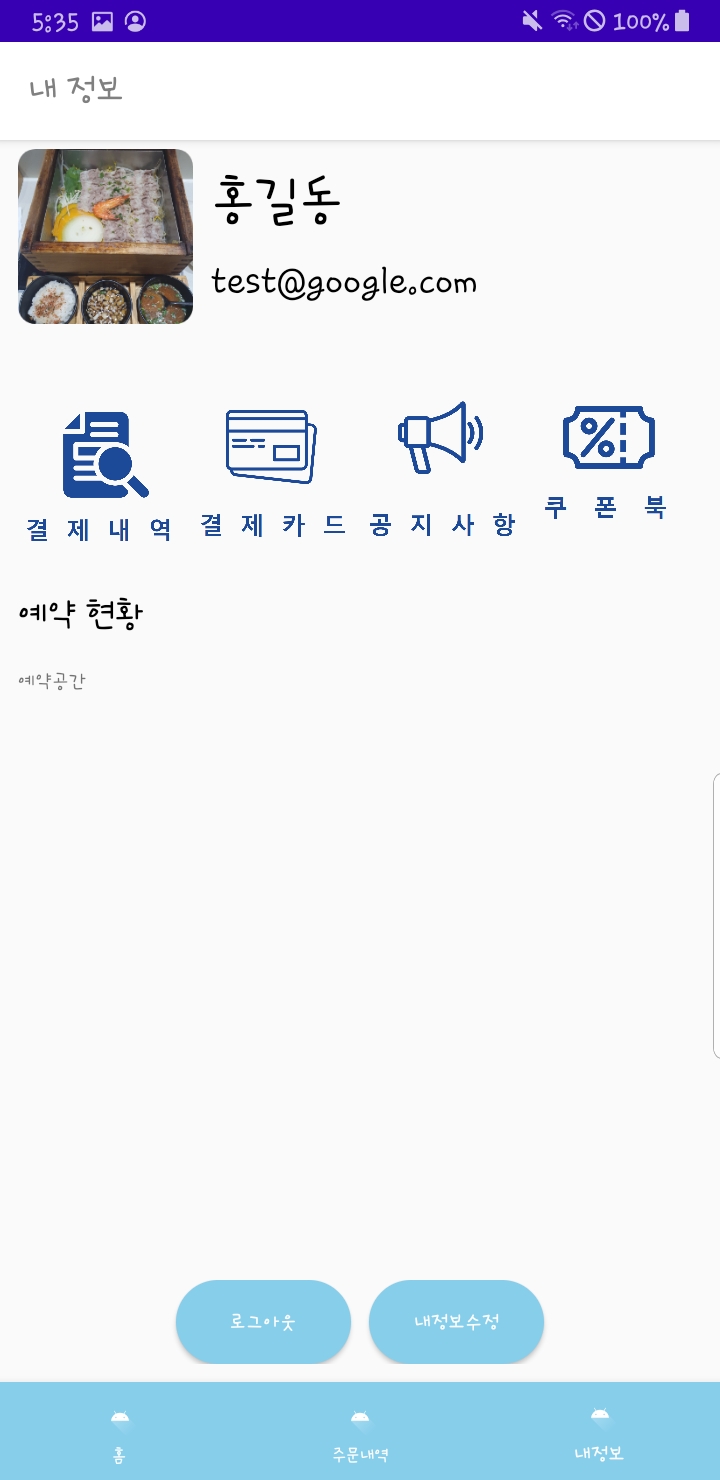 5:35 100%
내 정보
홍길동
test@google.com
결제내역 결제카드 공지사항 쿠폰북
예약 현황
예약공간
로그아웃 내정보수정
홈 주문내역 내정보